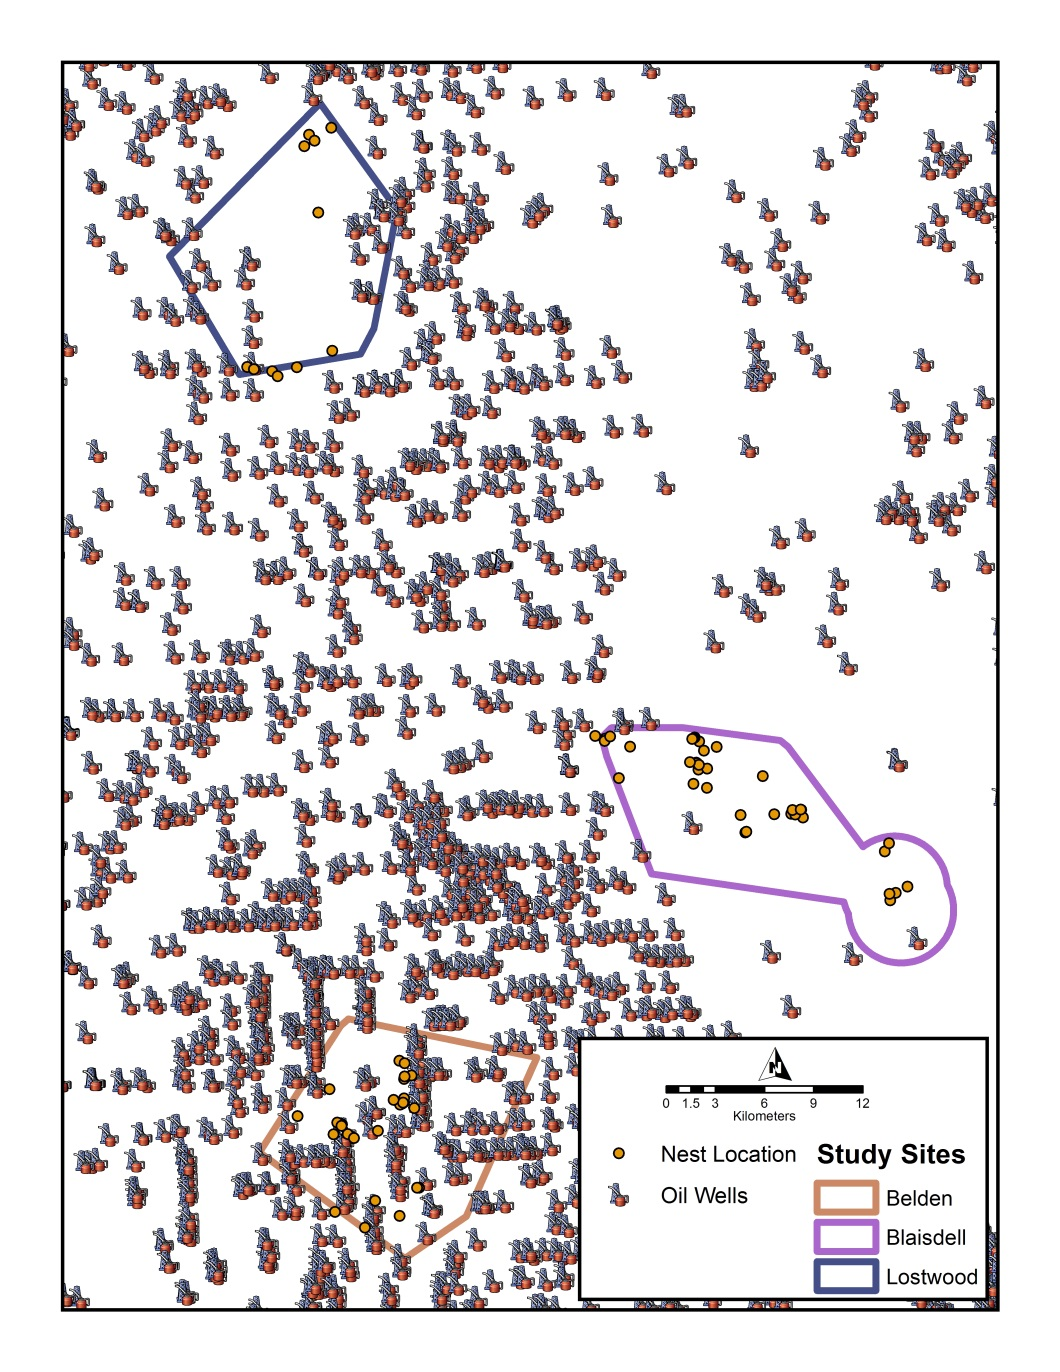 N
0 1.5 3 6 9 12
Kilometers
Nest Location
Oil Wells
Study Sites
Belden
Blaisdell
Lostwood